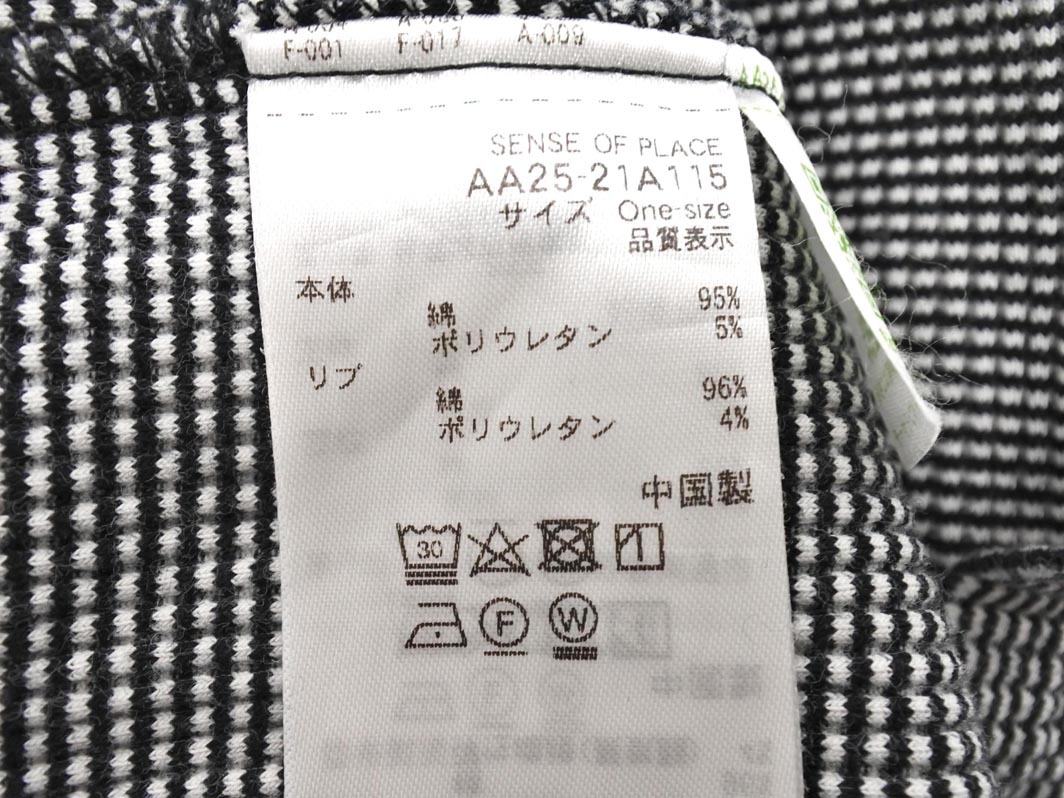 F-001 F-017 A-009
SENSE OF PLACE
AA25-21A115
サイズ One-size
品質表示
本体
綿 95%
ポリウレタン 5%
リブ
綿 96%
ポリウレタン 4%
中国製
30
F W